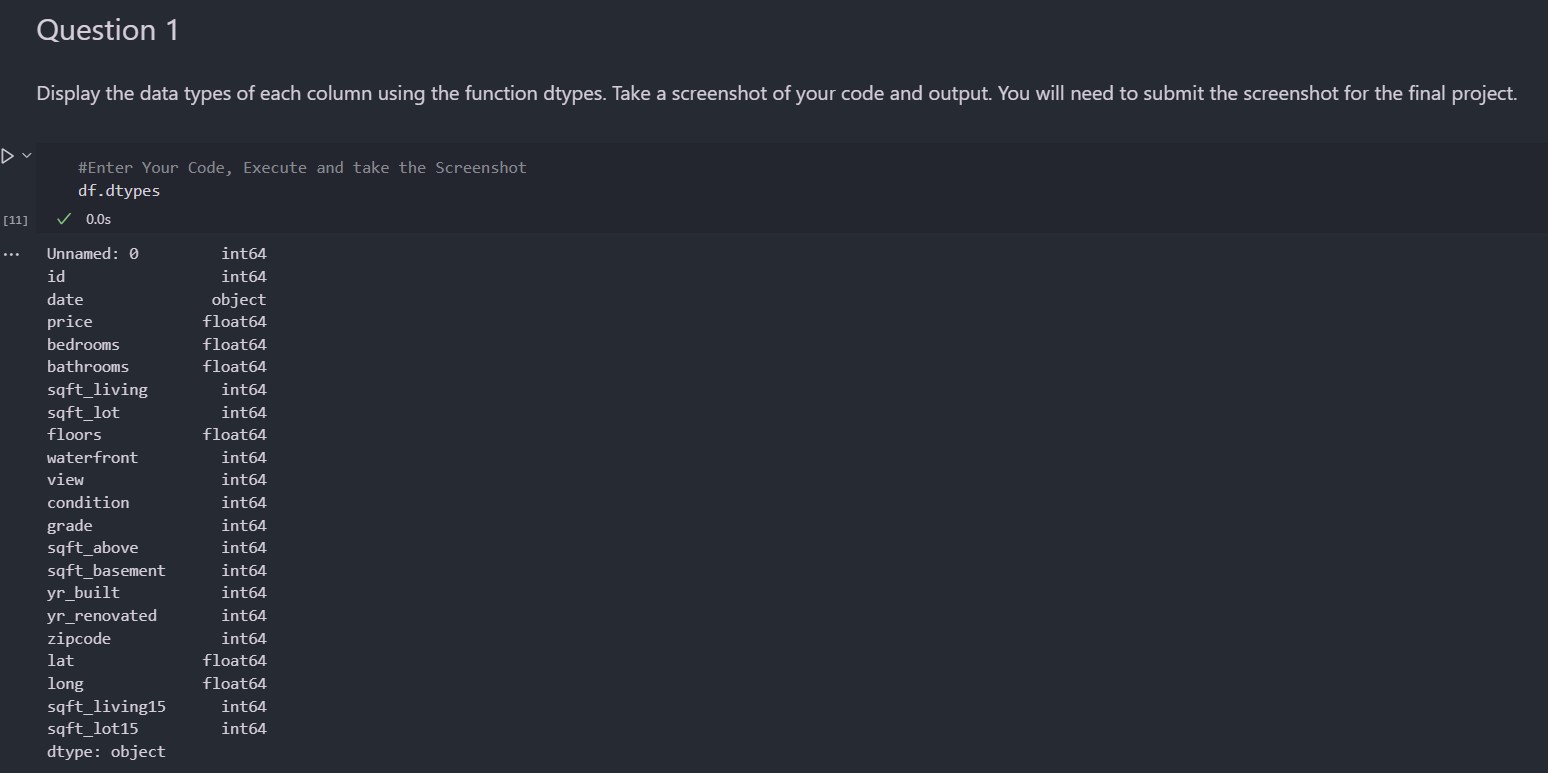 Question 1
Display the data types of each column using the function dtypes. Take a screenshot of your code and output. You will need to submit the screenshot for the final project.
#Enter Your Code, Execute and take the Screenshot
df.dtypes
[11] ✓ 0.0s
... Unnamed: 0 int64
id int64
date object
price float64
bedrooms float64
bathrooms float64
sqft_living int64
sqft_lot int64
floors float64
waterfront int64
view int64
condition int64
grade int64
sqft_above int64
sqft_basement int64
yr_built int64
yr_renovated int64
zipcode int64
lat float64
long float64
sqft_living15 int64
sqft_lot15 int64
dtype: object